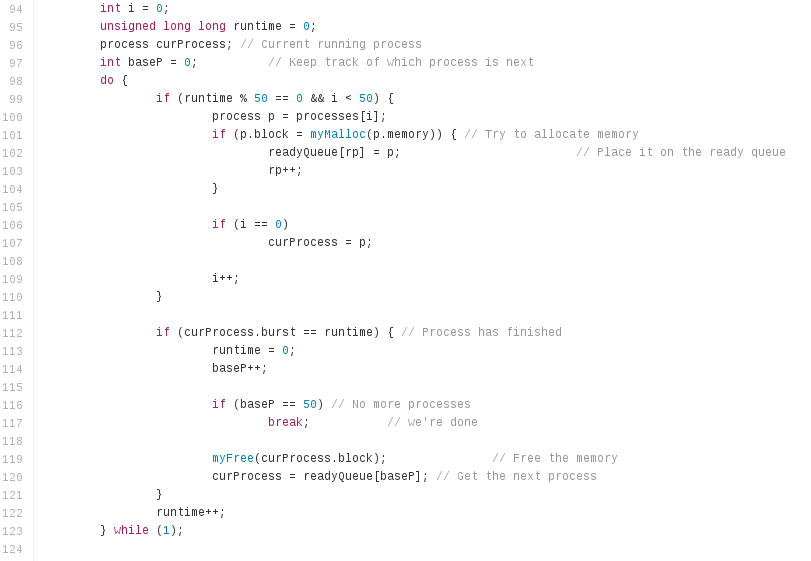 94 int i = 0;
95 unsigned long long runtime = 0;
96 process curProcess; // Current running process
97 int baseP = 0; // Keep track of which process is next
98 do {
99 if (runtime % 50 == 0 && i < 50) {
100 process p = processes[i];
101 if (p.block = myMalloc(p.memory)) { // Try to allocate memory
102 readyQueue[rp] = p; // Place it on the ready queue
103 rp++;
104 }
105
106 if (i == 0)
107 curProcess = p;
108
109 i++;
110 }
111
112 if (curProcess.burst == runtime) { // Process has finished
113 runtime = 0;
114 baseP++;
115
116 if (baseP == 50) // No more processes
117 break; // we're done
118
119 myFree(curProcess.block); // Free the memory
120 curProcess = readyQueue[baseP]; // Get the next process
121 }
122 runtime++;
123 } while (1);
124